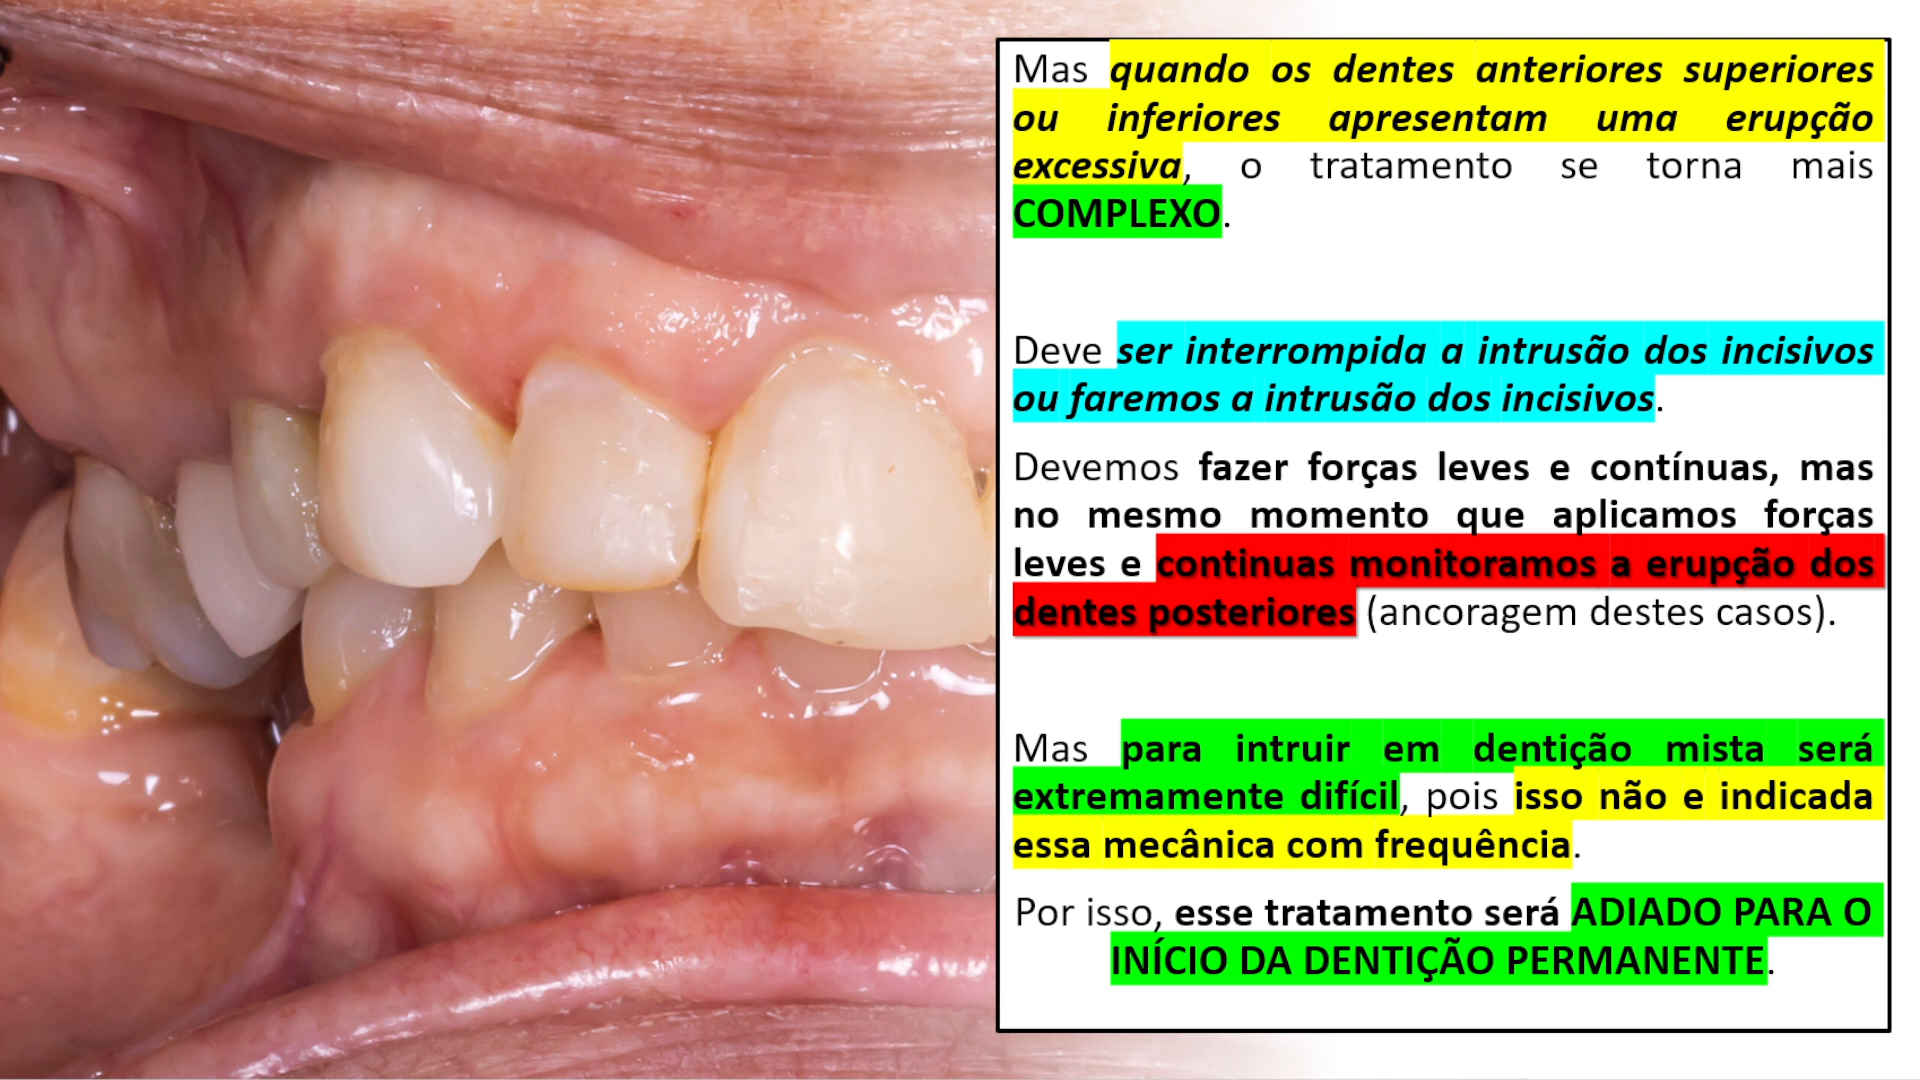 Mas quando os dentes anteriores superiores
ou inferiores apresentam uma erupção
excessiva, o tratamento se torna mais
COMPLEXO.
Deve ser interrompida a intrusão dos incisivos
ou faremos a intrusão dos incisivos.
Devemos fazer forças leves e contínuas, mas
no mesmo momento que aplicamos forças
leves e continuas monitoramos a erupção dos
dentes posteriores (ancoragem destes casos).
Mas para intruir em dentição mista será
extremamente difícil, pois isso não e indicada
essa mecânica com frequência.
Por isso, esse tratamento será ADIADO PARA O
INÍCIO DA DENTIÇÃO PERMANENTE.